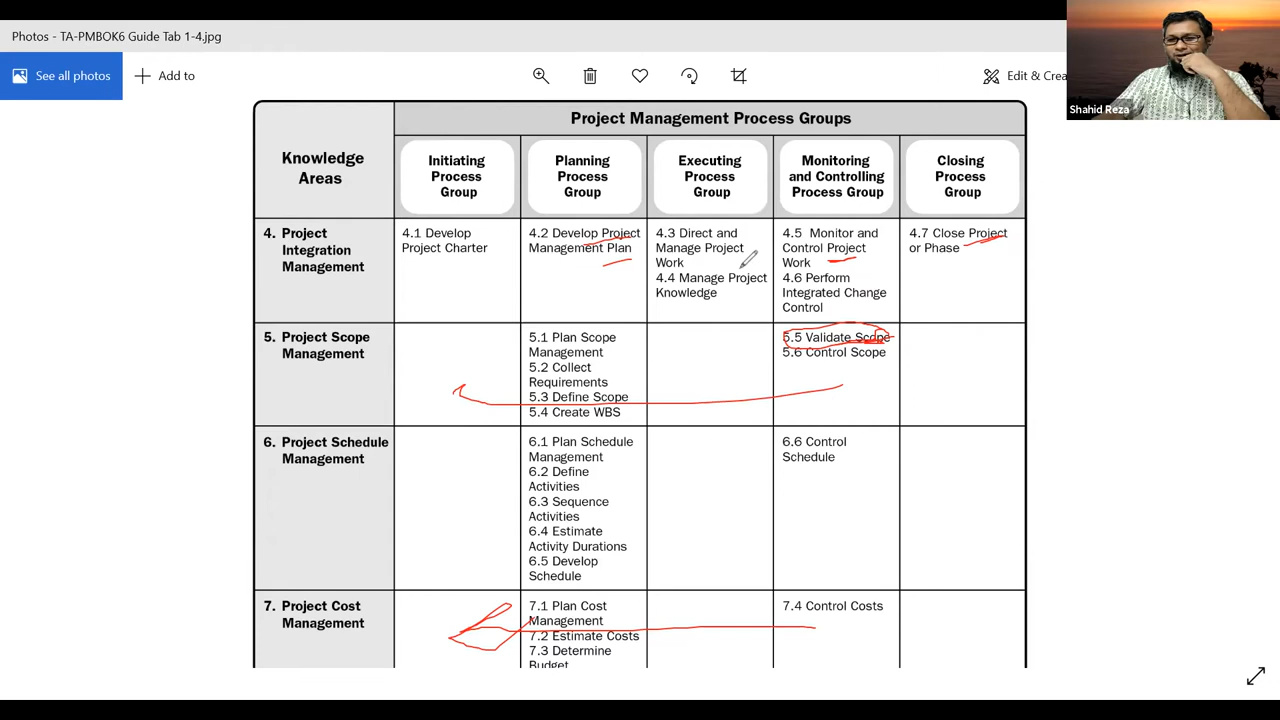 Photos - TA-PMBOK6 Guide Tab 1-4.jpg
See all photos
Add to
Edit & Crea
Shahid Reza
Knowledge
Areas
Project Management Process Groups
Initiating
Process
Group
Planning
Process
Group
Executing
Process
Group
Monitoring
and Controlling
Process Group
Closing
Process
Group
4. Project
Integration
Management
4.1 Develop
Project Charter
4.2 Develop Project
Management Plan
4.3 Direct and
Manage Project
Work
4.4 Manage Project
Knowledge
4.5 Monitor and
Control Project
Work
4.6 Perform
Integrated Change
Control
4.7 Close Project
or Phase
5. Project Scope
Management
5.1 Plan Scope
Management
5.2 Collect
Requirements
5.3 Define Scope
5.4 Create WBS
5.5 Validate Scope
5.6 Control Scope
6. Project Schedule
Management
6.1 Plan Schedule
Management
6.2 Define
Activities
6.3 Sequence
Activities
6.4 Estimate
Activity Durations
6.5 Develop
Schedule
6.6 Control
Schedule
7. Project Cost
Management
7.1 Plan Cost
Management
7.2 Estimate Costs
7.3 Determine
Budget
7.4 Control Costs